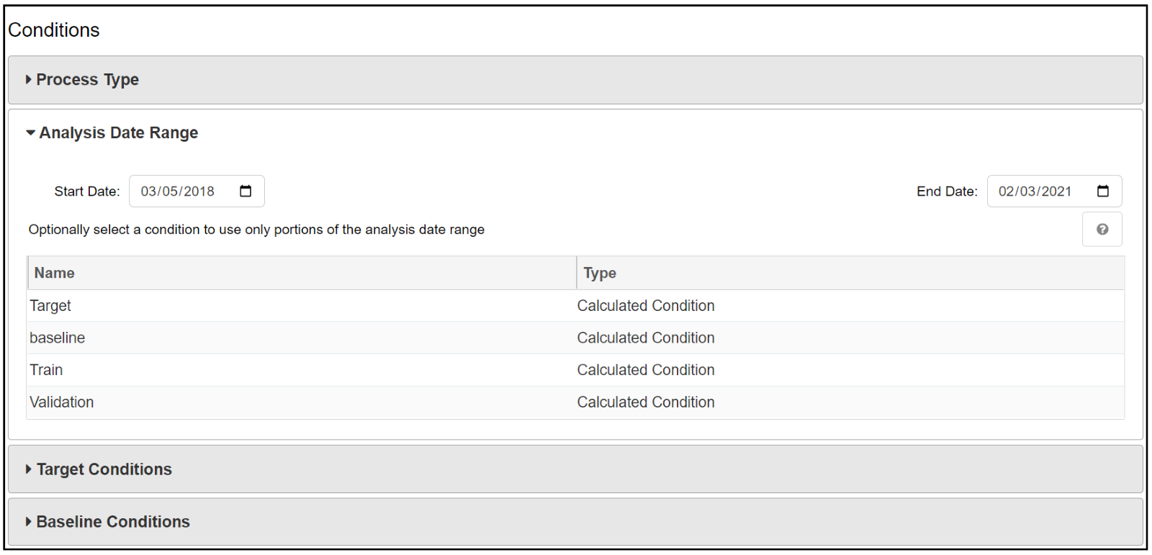 Conditions
Process Type
Analysis Date Range
Start Date: 03/05/2018 End Date: 02/03/2021
Optionally select a condition to use only portions of the analysis date range ?
Name Type
Target Calculated Condition
baseline Calculated Condition
Train Calculated Condition
Validation Calculated Condition
Target Conditions
Baseline Conditions